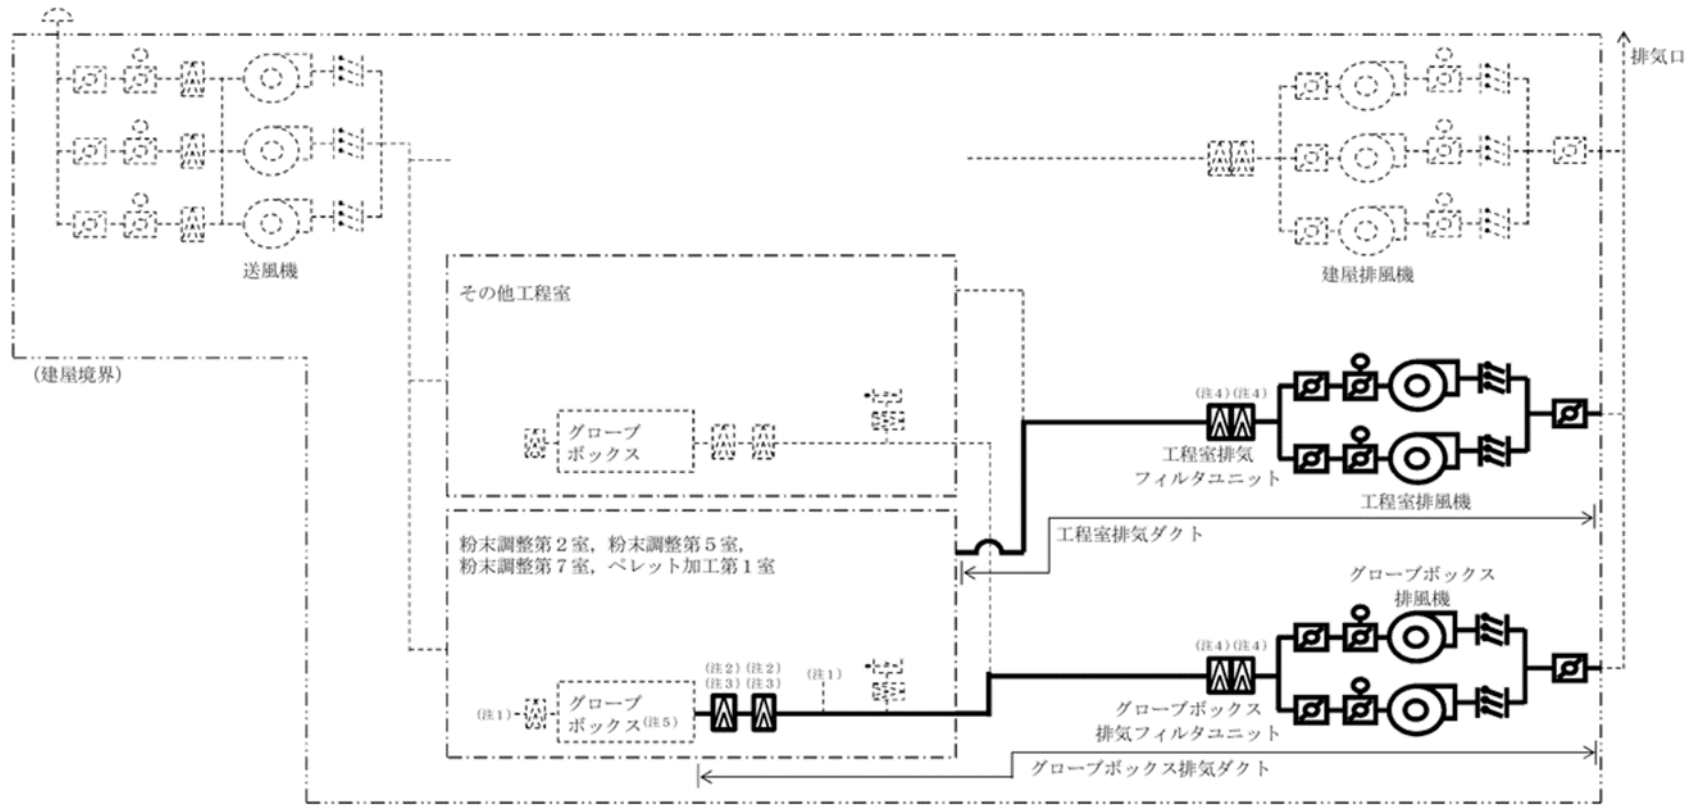 排気口
送風機
建屋排風機
(建屋境界)
その他工程室
グローブ
ボックス
(注4)(注4)
工程室排気
フィルタユニット
工程室排風機
工程室排気ダクト
粉末調整第2室，粉末調整第5室，
粉末調整第7室，ペレット加工第1室
グローブボックス
排風機
(注2)(注2)
(注3)(注3)
(注1)
(注1)
グローブ
ボックス(注5)
(注4)(注4)
グローブボックス
排気フィルタユニット
グローブボックス排気ダクト